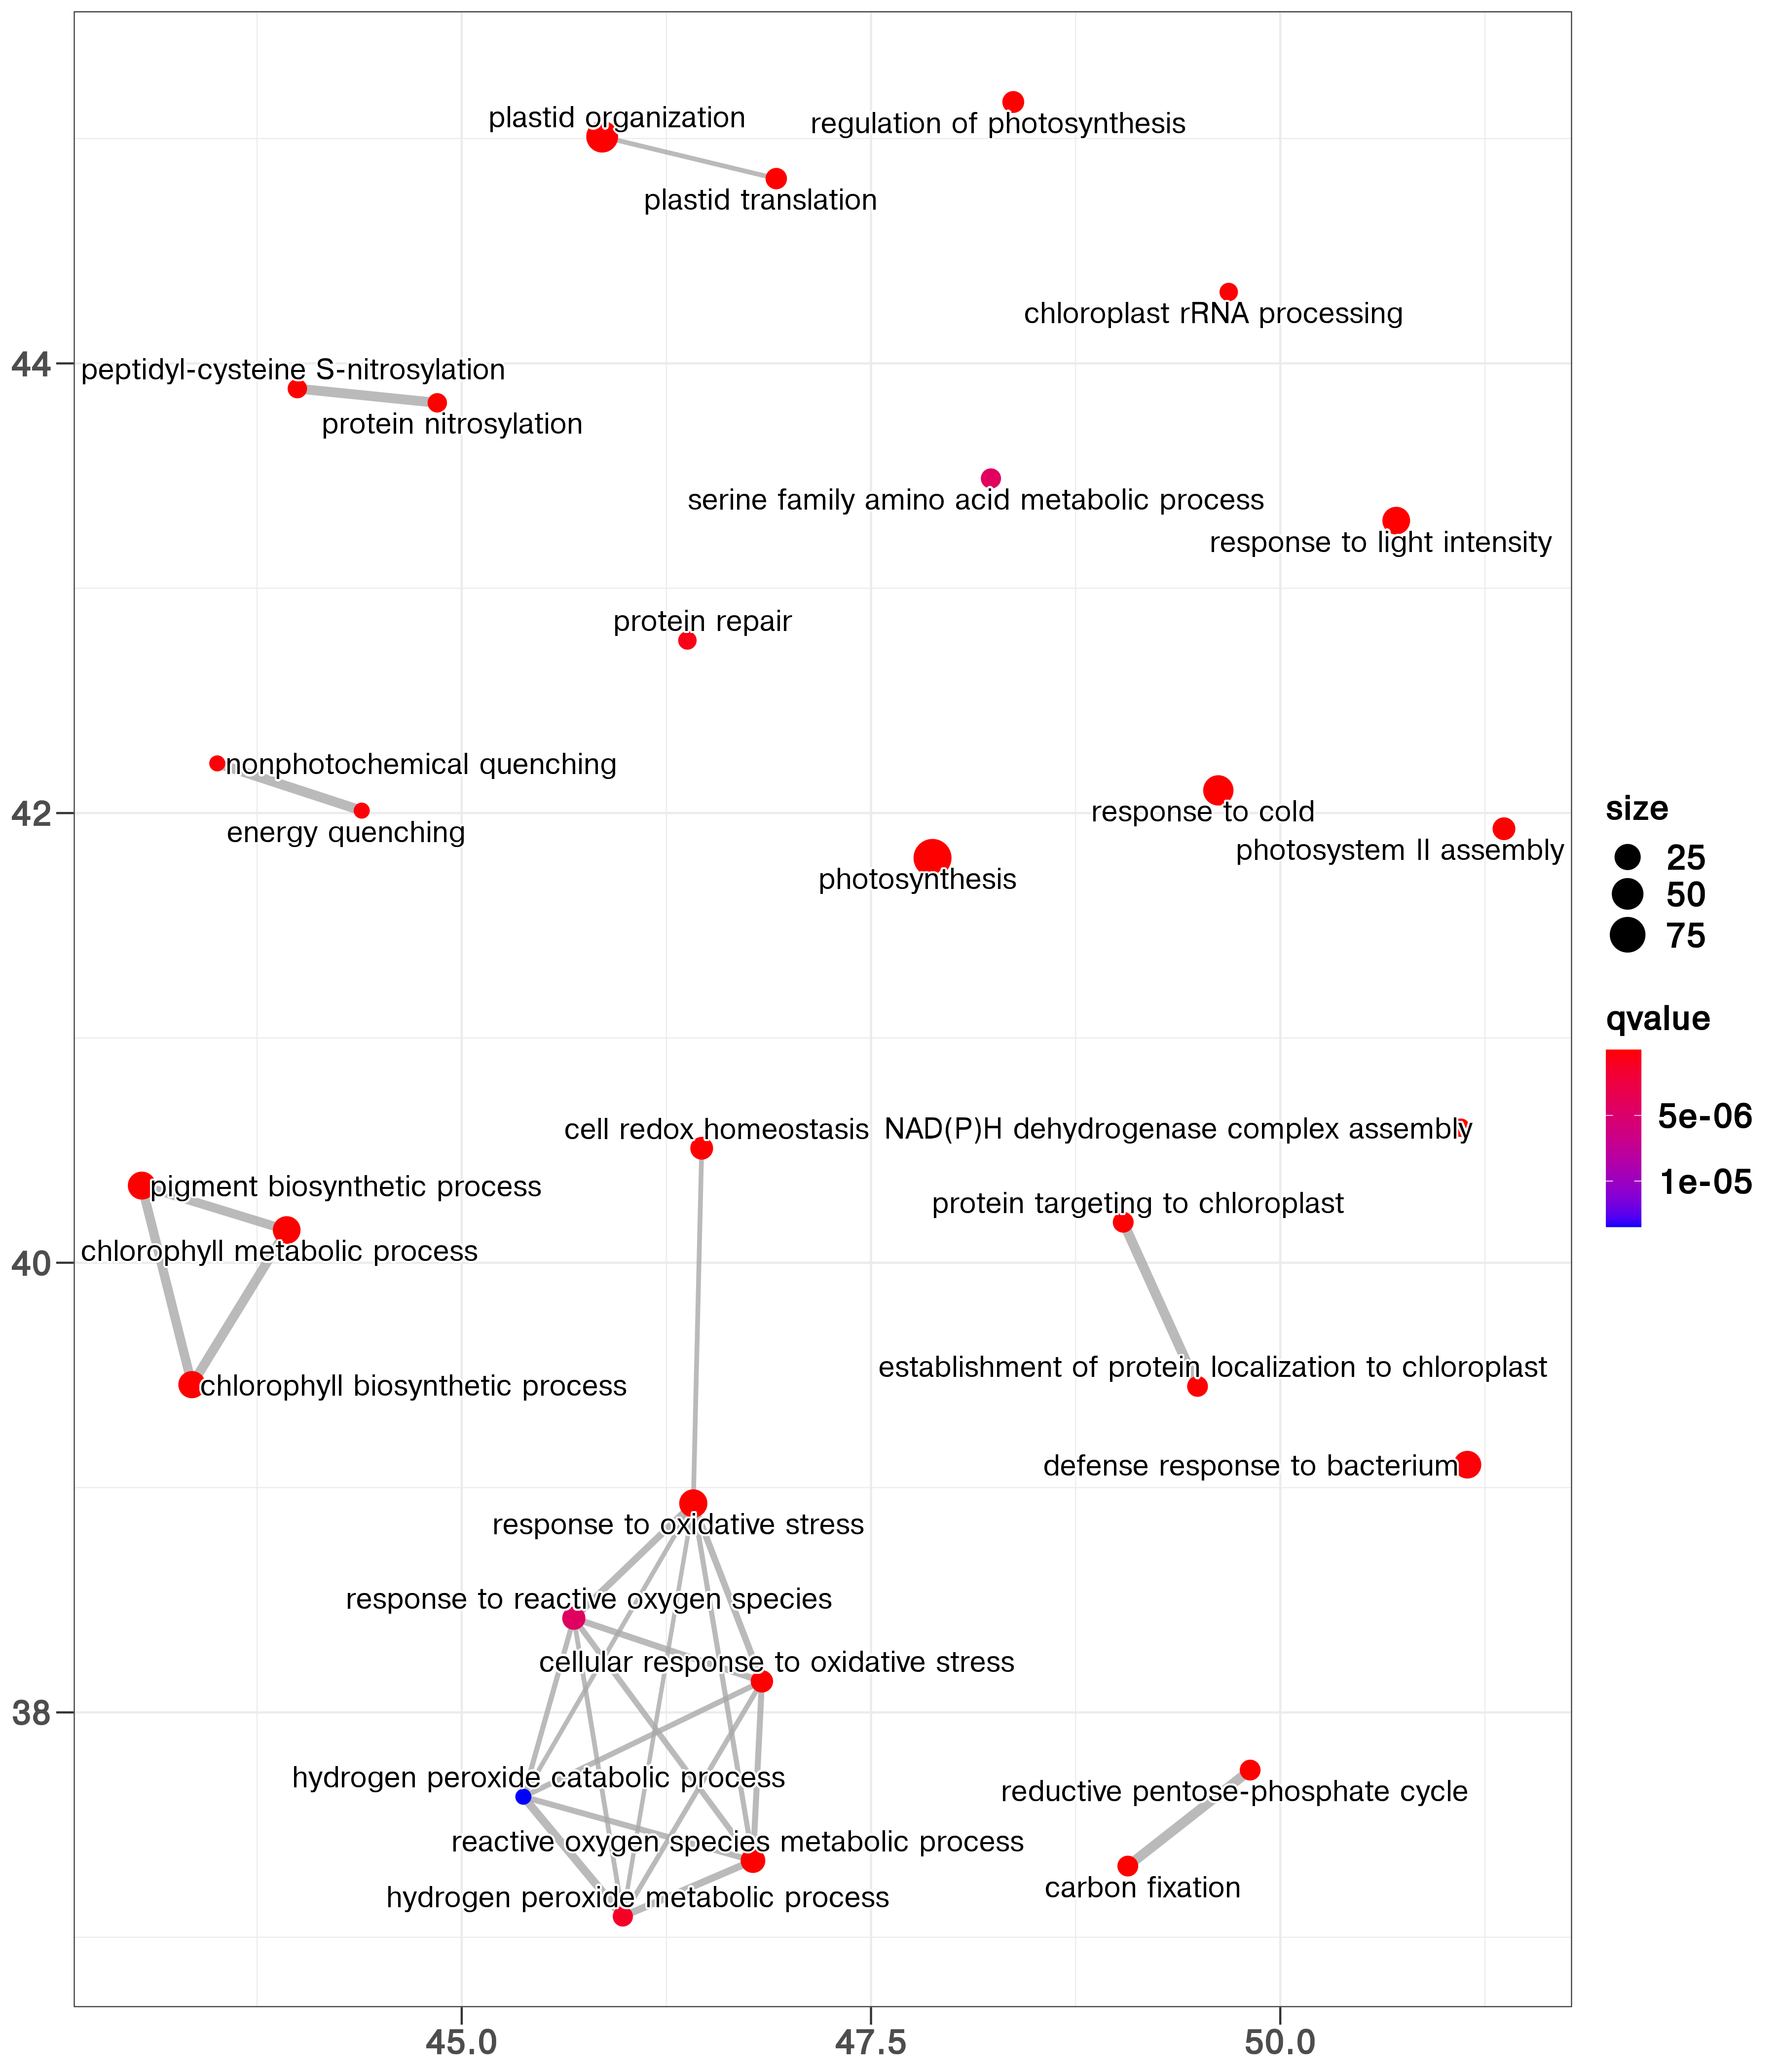 plastid organization
regulation of photosynthesis
plastid translation
chloroplast rRNA processing
44
peptidyl-cysteine S-nitrosylation
protein nitrosylation
serine family amino acid metabolic process
response to light intensity
protein repair
nonphotochemical quenching
energy quenching
42
response to cold
photosystem II assembly
photosynthesis
cell redox homeostasis
NAD(P)H dehydrogenase complex assembly
pigment biosynthetic process
protein targeting to chloroplast
chlorophyll metabolic process
40
establishment of protein localization to chloroplast
chlorophyll biosynthetic process
defense response to bacterium
response to oxidative stress
response to reactive oxygen species
cellular response to oxidative stress
38
hydrogen peroxide catabolic process
reductive pentose-phosphate cycle
reactive oxygen species metabolic process
carbon fixation
hydrogen peroxide metabolic process
45.0
47.5
50.0
size
25
50
75
qvalue
5e-06
1e-05